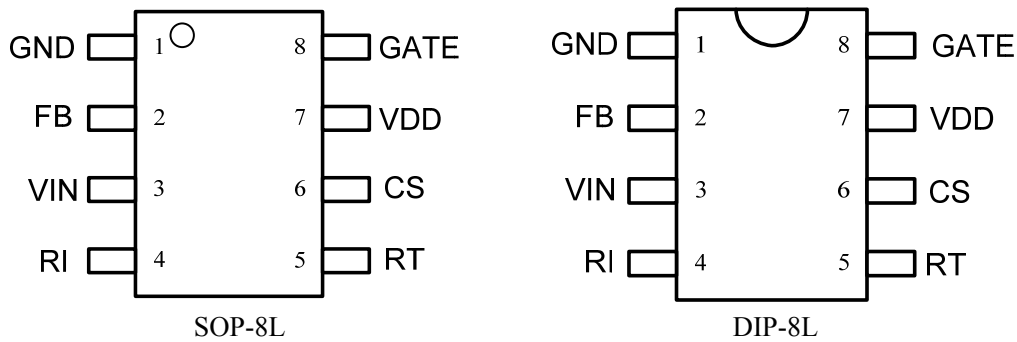 GND 1 8 GATE
FB 2 7 VDD
VIN 3 6 CS
RI 4 5 RT
SOP-8L
GND 1 8 GATE
FB 2 7 VDD
VIN 3 6 CS
RI 4 5 RT
DIP-8L